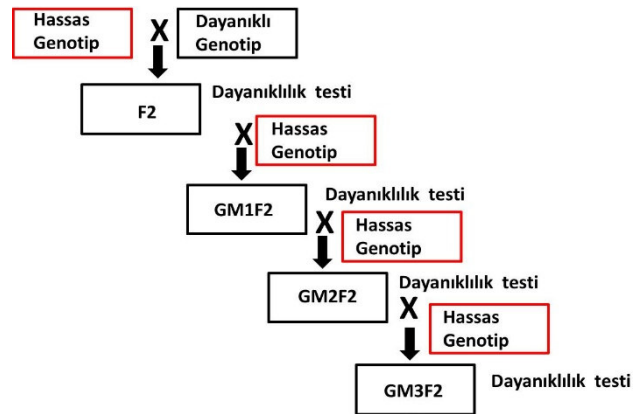 Hassas
Genotip
X
Dayanıklı
Genotip
F2
Dayanıklılık testi
X
Hassas
Genotip
GM1F2
Dayanıklılık testi
X
Hassas
Genotip
GM2F2
Dayanıklılık testi
X
Hassas
Genotip
GM3F2
Dayanıklılık testi